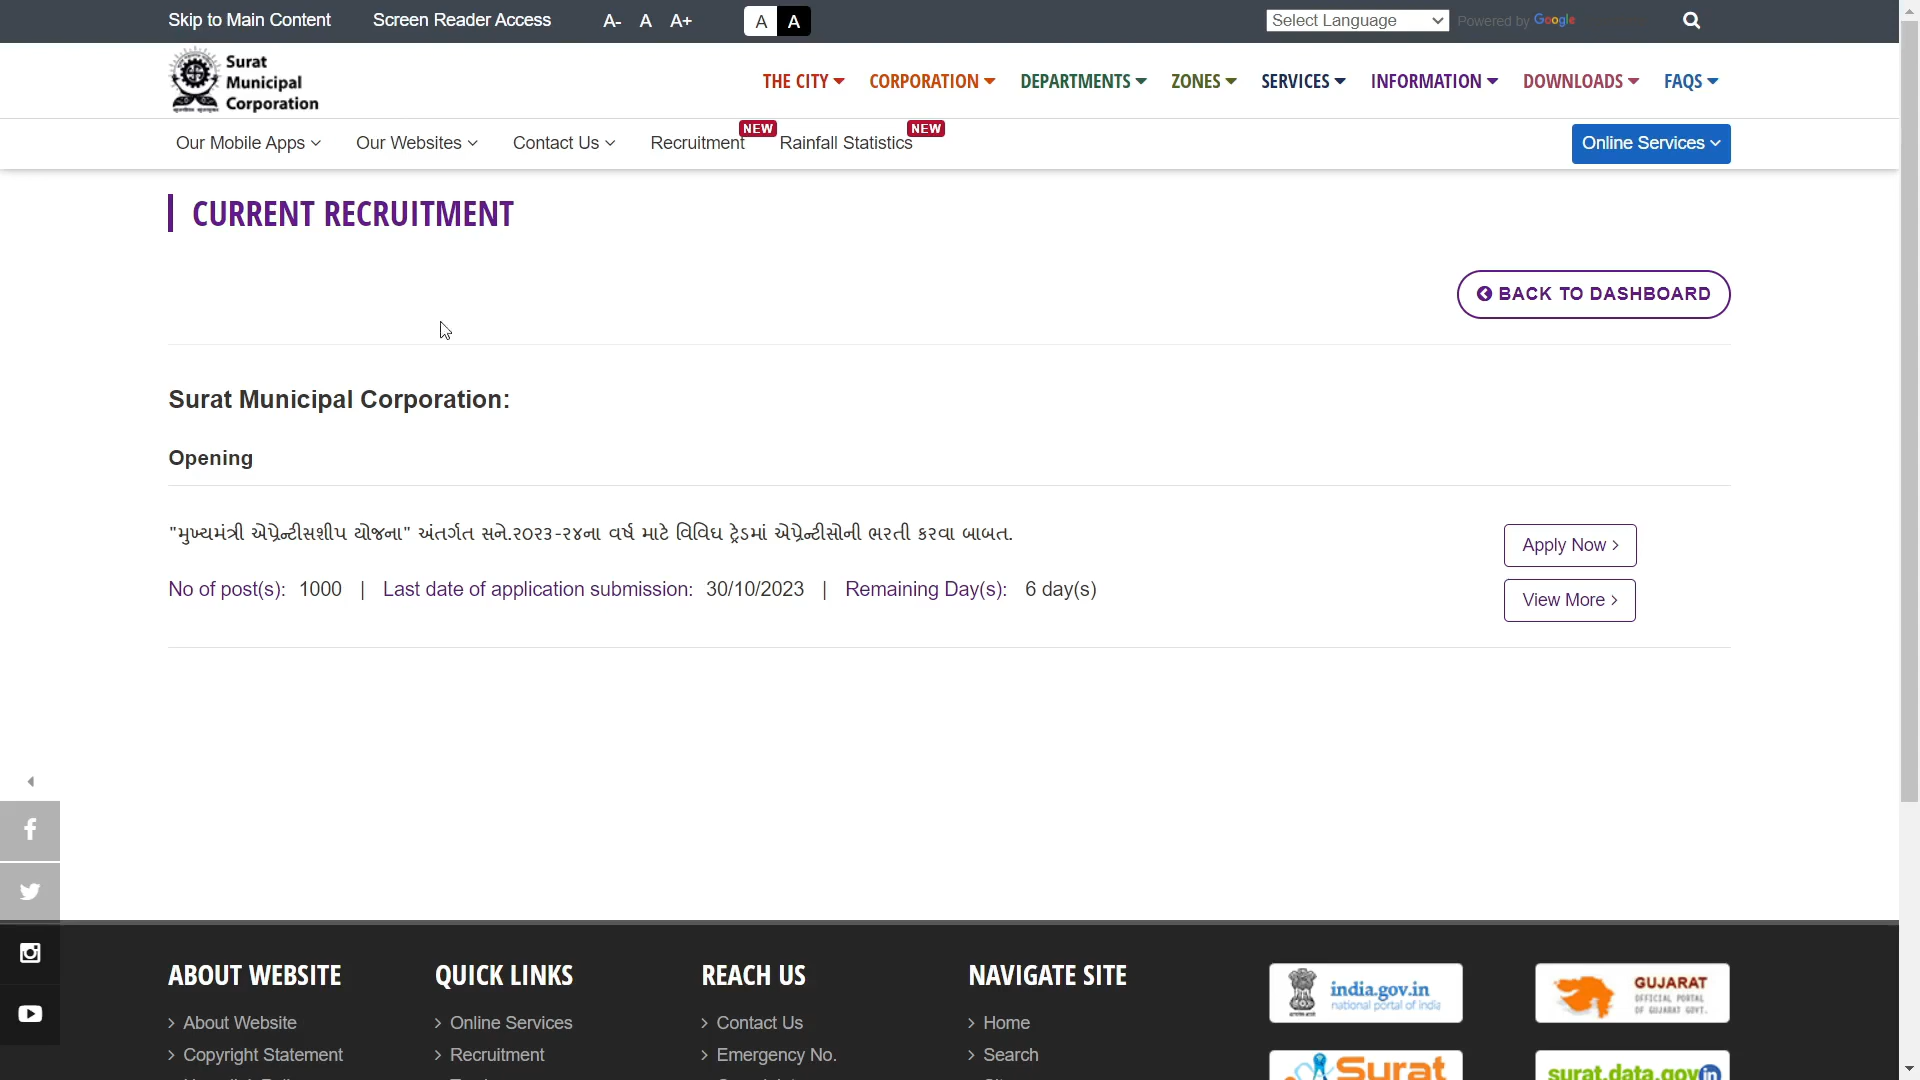 Skip to Main Content Screen Reader Access A- A A+ A A Select Language Powered by Google
Surat
Municipal
Corporation
THE CITY CORPORATION DEPARTMENTS ZONES SERVICES INFORMATION DOWNLOADS FAQS
Our Mobile Apps Our Websites Contact Us Recruitment NEW Rainfall Statistics NEW Online Services
CURRENT RECRUITMENT
BACK TO DASHBOARD
Surat Municipal Corporation:
Opening
"મુખ્યમંત્રી એપ્રેન્ટીસશીપ યોજના" અંતર્ગત સને.૨૦૨૩-૨૪ના વર્ષ માટે વિવિધ ટ્રેડમાં એપ્રેન્ટીસોની ભરતી કરવા બાબત.
Apply Now >
No of post(s): 1000 | Last date of application submission: 30/10/2023 | Remaining Day(s): 6 day(s)
View More >
ABOUT WEBSITE QUICK LINKS REACH US NAVIGATE SITE
india.gov.in
national portal of india
GUJARAT
OFFICIAL PORTAL
OF GUJARAT GOVT.
> About Website > Online Services > Contact Us > Home
> Copyright Statement > Recruitment > Emergency No. > Search
Surat surat.data.gov in